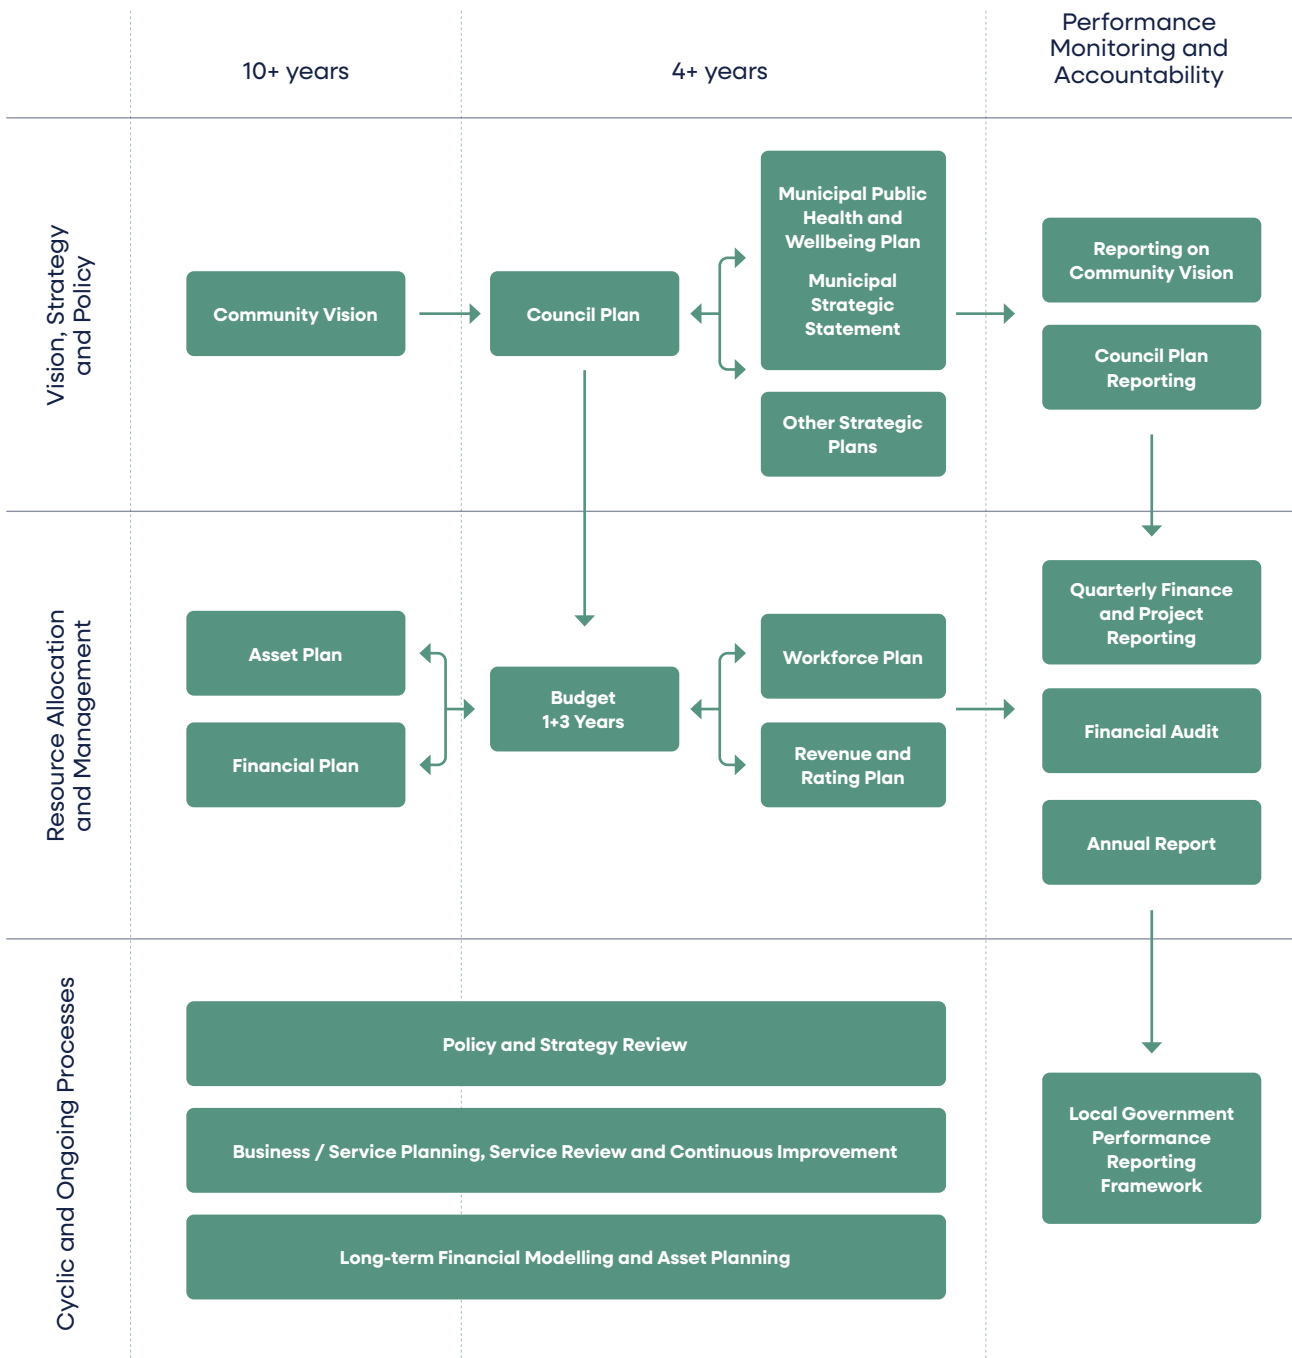 10+ years
4+ years
Performance
Monitoring and
Accountability
Vision, Strategy
and Policy
Community Vision
Council Plan
Municipal Public
Health and
Wellbeing Plan
Municipal
Strategic
Statement
Other Strategic
Plans
Reporting on
Community Vision
Council Plan
Reporting
Resource Allocation
and Management
Asset Plan
Financial Plan
Budget
1+3 Years
Workforce Plan
Revenue and
Rating Plan
Quarterly Finance
and Project
Reporting
Financial Audit
Annual Report
Cyclic and Ongoing Processes
Policy and Strategy Review
Business / Service Planning, Service Review and Continuous Improvement
Long-term Financial Modelling and Asset Planning
Local Government
Performance
Reporting
Framework